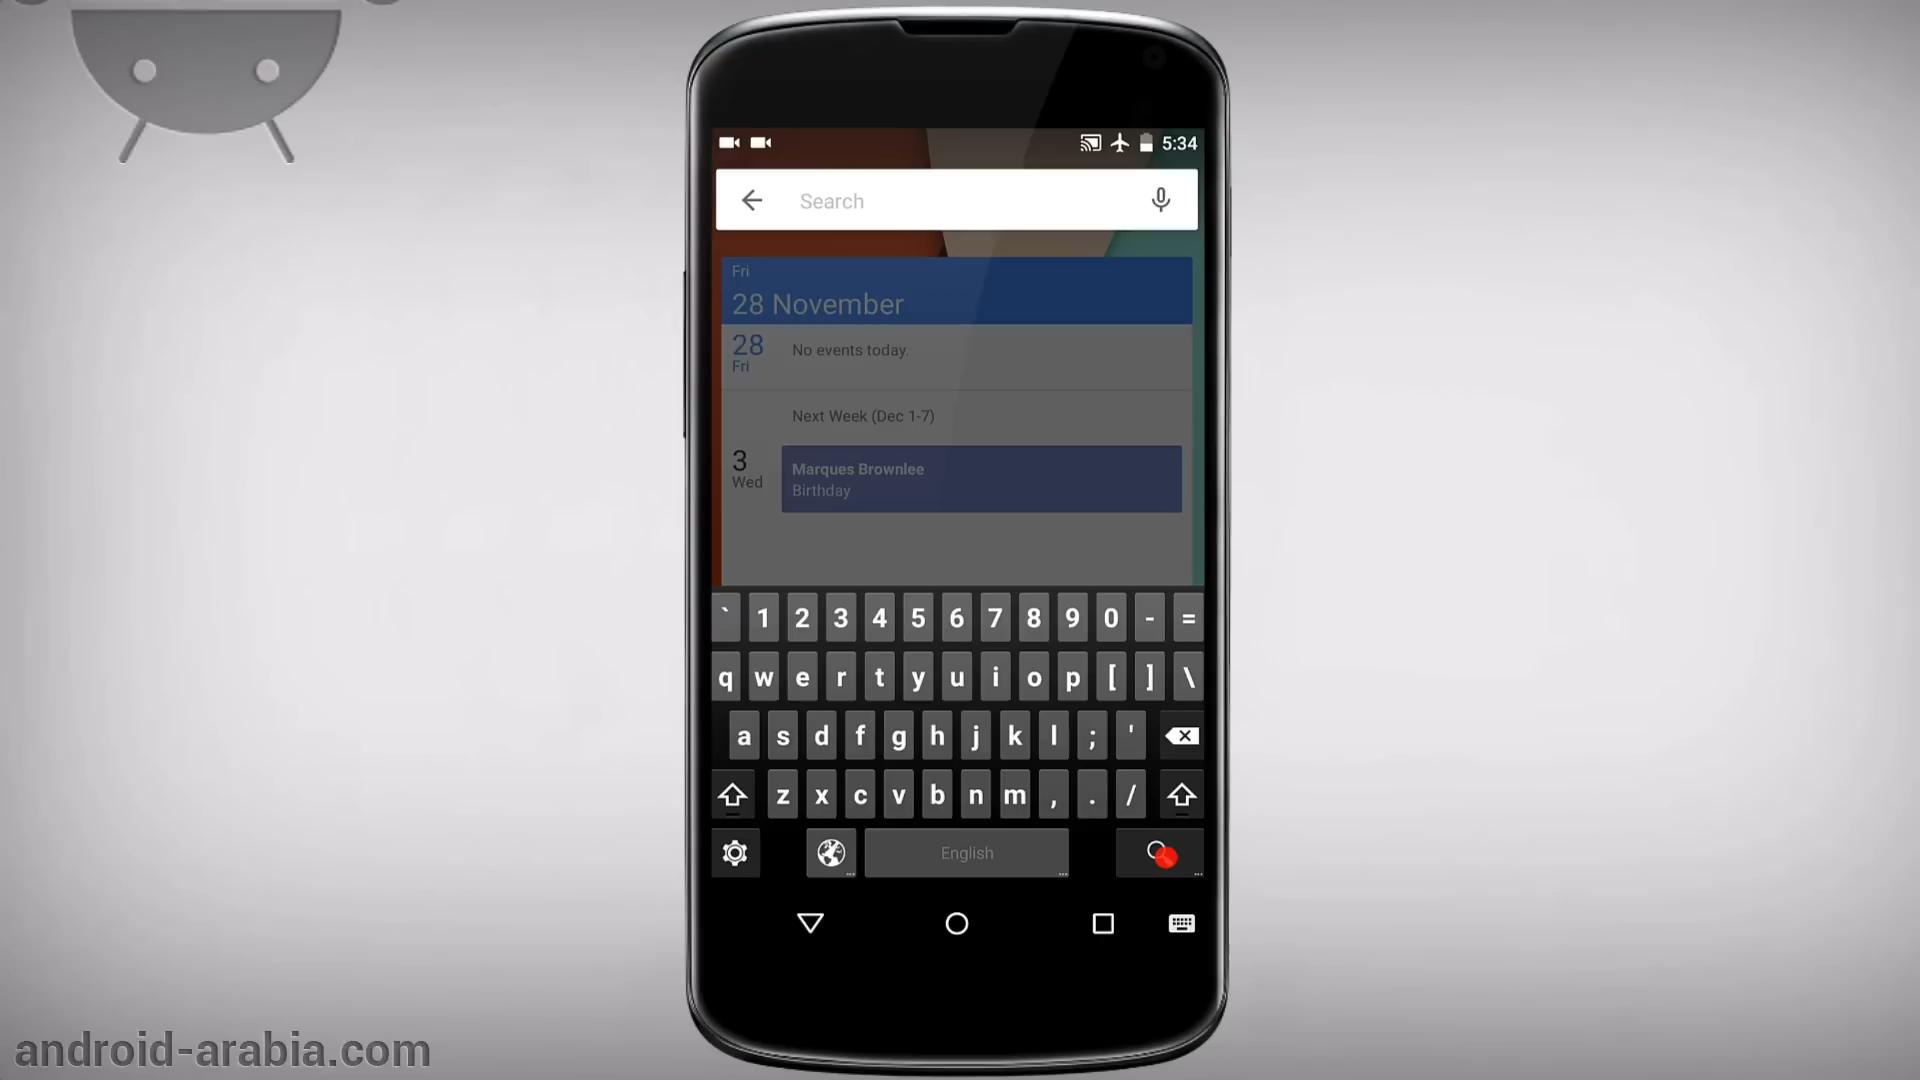 5:34
Search
Fri
28 November
28
Fri
No events today.
Next Week (Dec 1-7)
3
Wed
Marques Brownlee
Birthday
` 1 2 3 4 5 6 7 8 9 0 - =
q w e r t y u i o p [ ] \
a s d f g h j k l ; '
z x c v b n m , . /
English
android-arabia.com